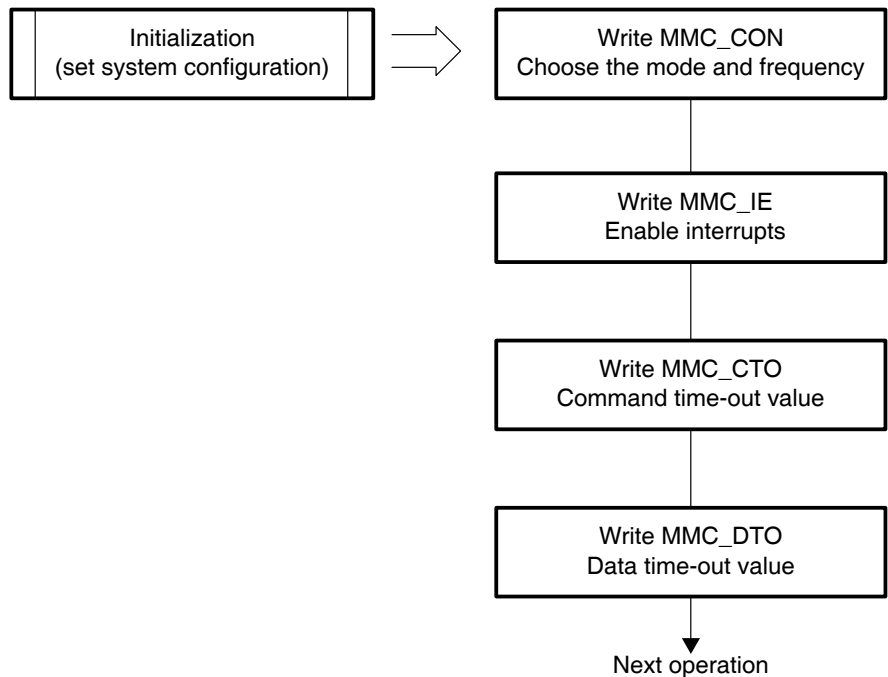 Initialization
(set system configuration)
Write MMC_CON
Choose the mode and frequency
Write MMC_IE
Enable interrupts
Write MMC_CTO
Command time-out value
Write MMC_DTO
Data time-out value
Next operation